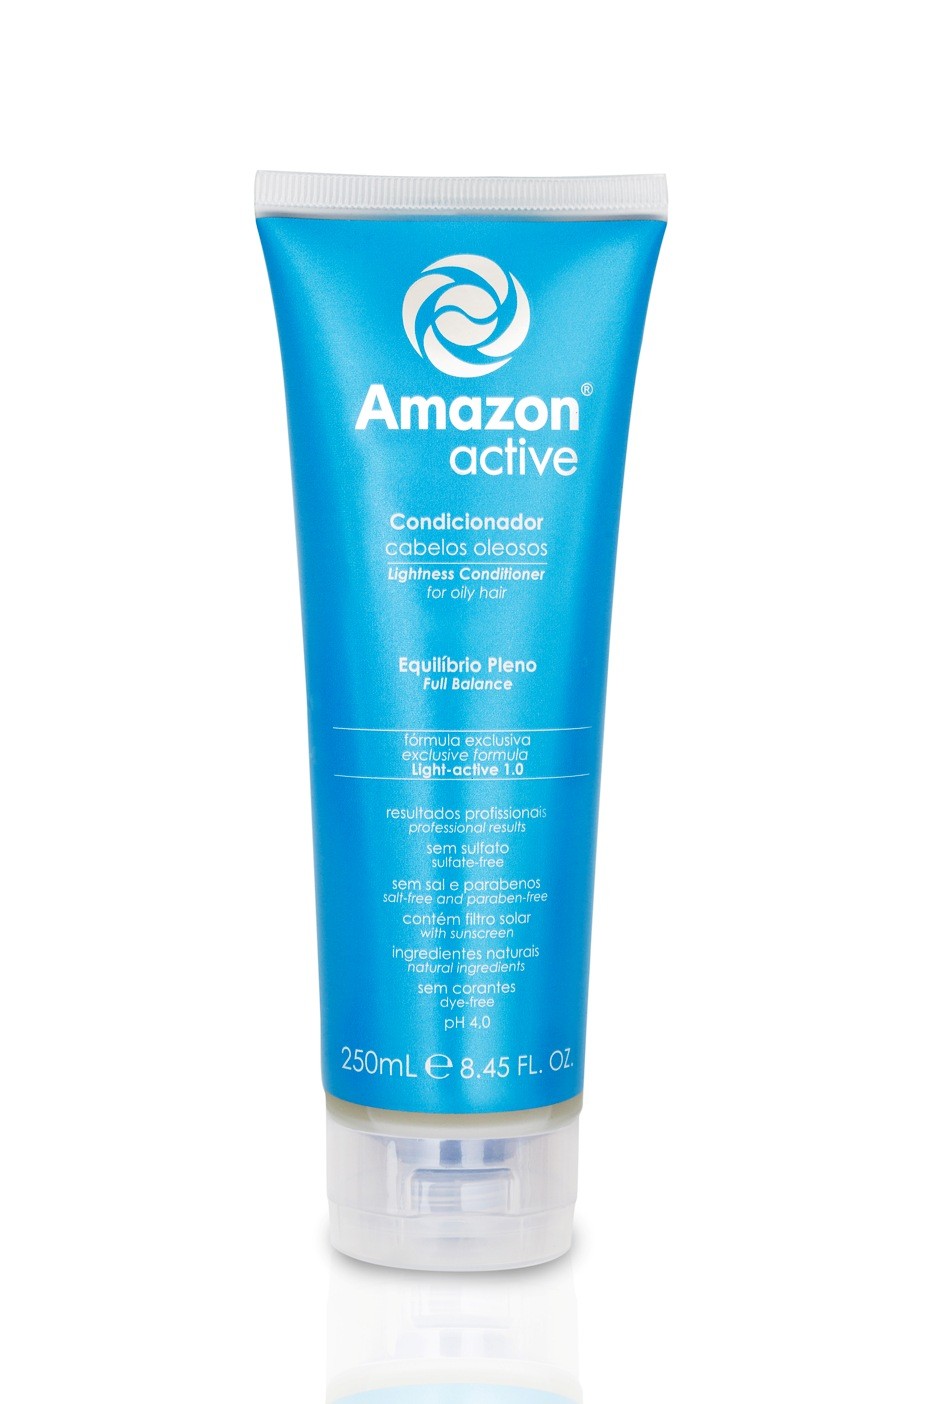 Amazon®
active
Condicionador
cabelos oleosos
Lightness Conditioner
for oily hair
Equilíbrio Pleno
Full Balance
fórmula exclusiva
exclusive formula
Light-active 1.0
resultados profissionais
professional results
sem sulfato
sulfate-free
sem sal e parabenos
salt-free and paraben-free
contém filtro solar
with sunscreen
ingredientes naturais
natural ingredients
sem corantes
dye-free
pH 4,0
250mL ℮ 8.45 FL. OZ.